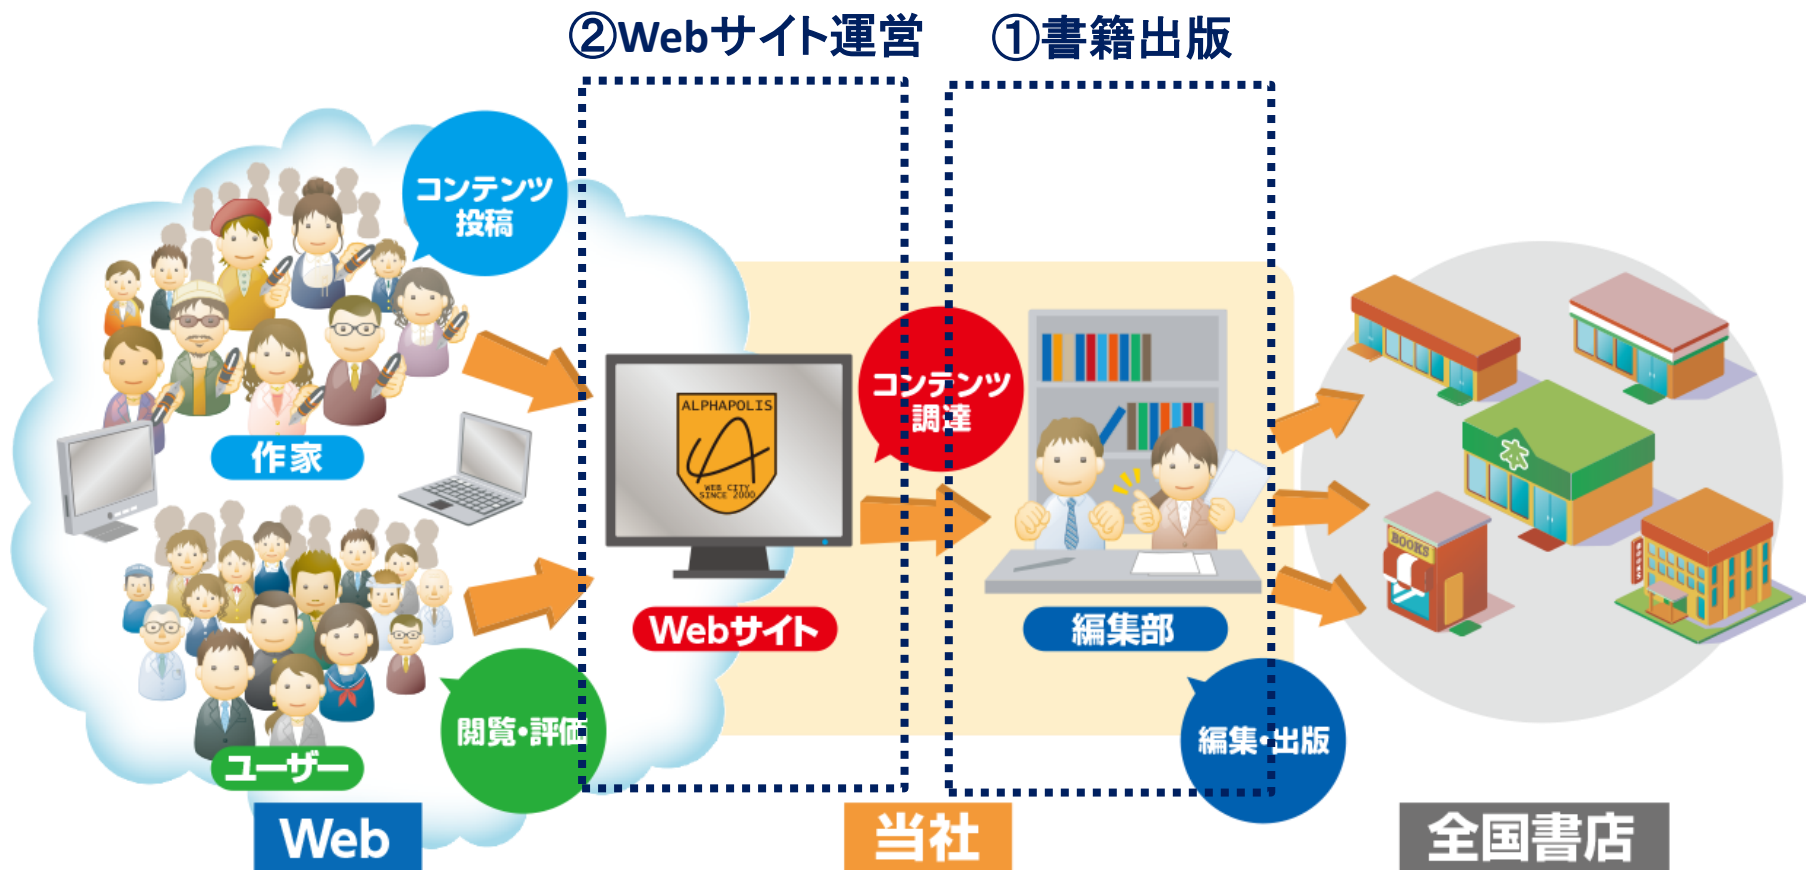 ②Webサイト運営
①書籍出版
コンテンツ
投稿
作家
ALPHAPOLIS
WEB CITY
SINCE 2000
Webサイト
コンテンツ
調達
編集部
本
BOOKS
BOOKS
閲覧・評価
ユーザー
編集・出版
Web
当社
全国書店